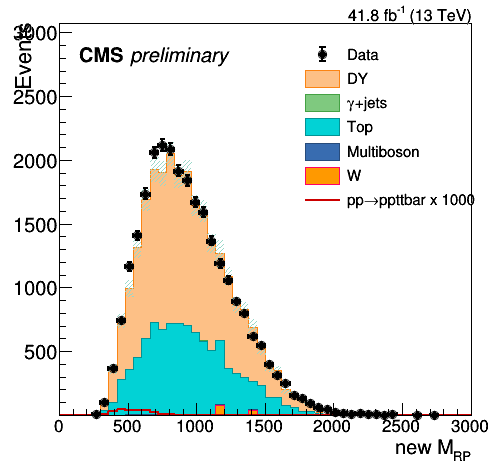 41.8 fb⁻¹ (13 TeV)
Events
CMS preliminary
Data
DY
γ+jets
Top
Multiboson
W
pp→ppttbar x 1000
3000
2500
2000
1500
1000
500
0 500 1000 1500 2000 2500 3000
new M_RP